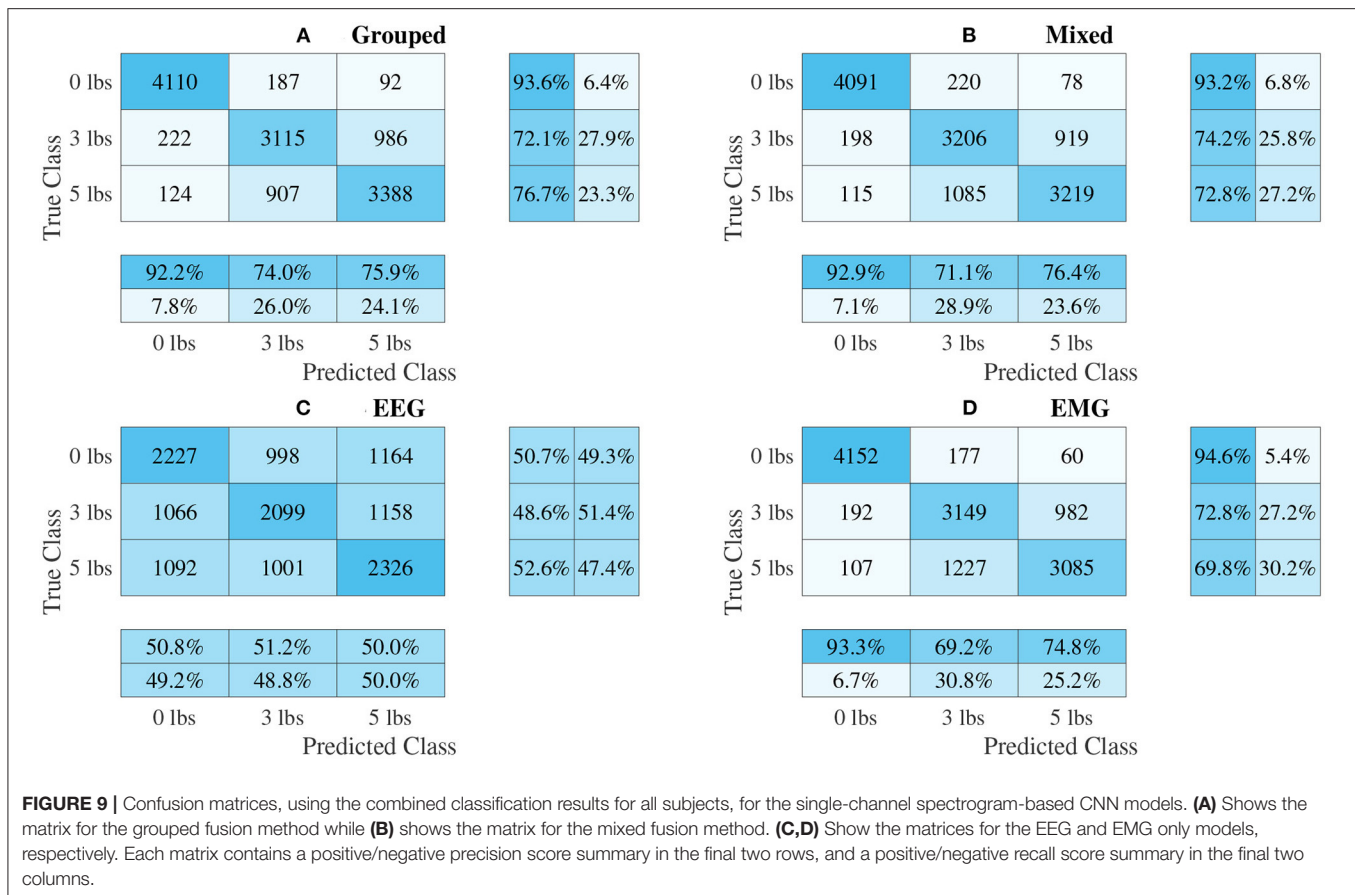 A Grouped
0 lbs 4110 187 92 93.6% 6.4%
3 lbs 222 3115 986 72.1% 27.9%
5 lbs 124 907 3388 76.7% 23.3%
True Class
92.2% 74.0% 75.9%
7.8% 26.0% 24.1%
0 lbs 3 lbs 5 lbs
Predicted Class
B Mixed
0 lbs 4091 220 78 93.2% 6.8%
3 lbs 198 3206 919 74.2% 25.8%
5 lbs 115 1085 3219 72.8% 27.2%
True Class
92.9% 71.1% 76.4%
7.1% 28.9% 23.6%
0 lbs 3 lbs 5 lbs
Predicted Class
C EEG
0 lbs 2227 998 1164 50.7% 49.3%
3 lbs 1066 2099 1158 48.6% 51.4%
5 lbs 1092 1001 2326 52.6% 47.4%
True Class
50.8% 51.2% 50.0%
49.2% 48.8% 50.0%
0 lbs 3 lbs 5 lbs
Predicted Class
D EMG
0 lbs 4152 177 60 94.6% 5.4%
3 lbs 192 3149 982 72.8% 27.2%
5 lbs 107 1227 3085 69.8% 30.2%
True Class
93.3% 69.2% 74.8%
6.7% 30.8% 25.2%
0 lbs 3 lbs 5 lbs
Predicted Class
FIGURE 9 | Confusion matrices, using the combined classification results for all subjects, for the single-channel spectrogram-based CNN models. (A) Shows the
matrix for the grouped fusion method while (B) shows the matrix for the mixed fusion method. (C,D) Show the matrices for the EEG and EMG only models,
respectively. Each matrix contains a positive/negative precision score summary in the final two rows, and a positive/negative recall score summary in the final two
columns.